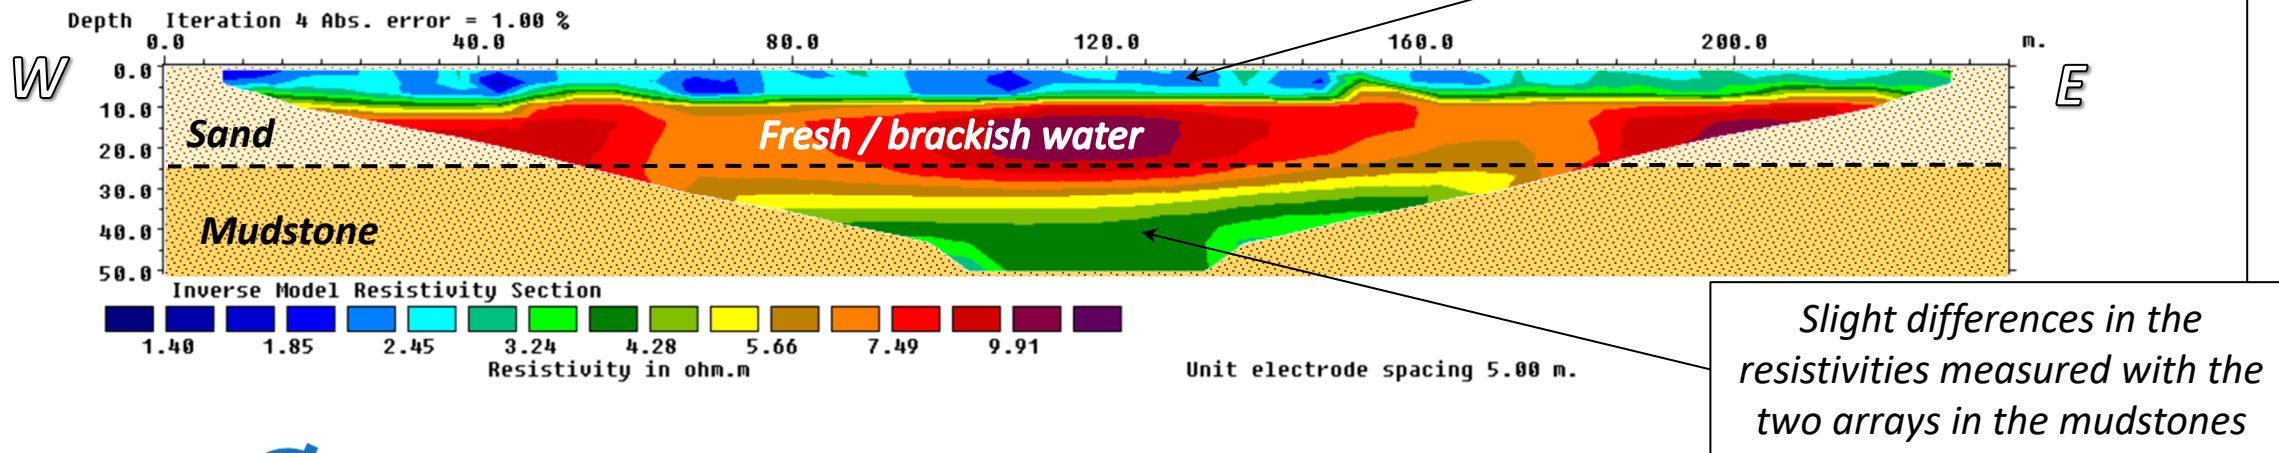 Depth Iteration 4 Abs. error = 1.00 %
0.0 40.0 80.0 120.0 160.0 200.0 m.
W
E
0.0
10.0
Sand
Fresh / brackish water
20.0
30.0
Mudstone
40.0
50.0
Inverse Model Resistivity Section
1.40 1.85 2.45 3.24 4.28 5.66 7.49 9.91
Resistivity in ohm.m
Unit electrode spacing 5.00 m.
Slight differences in the
resistivities measured with the
two arrays in the mudstones